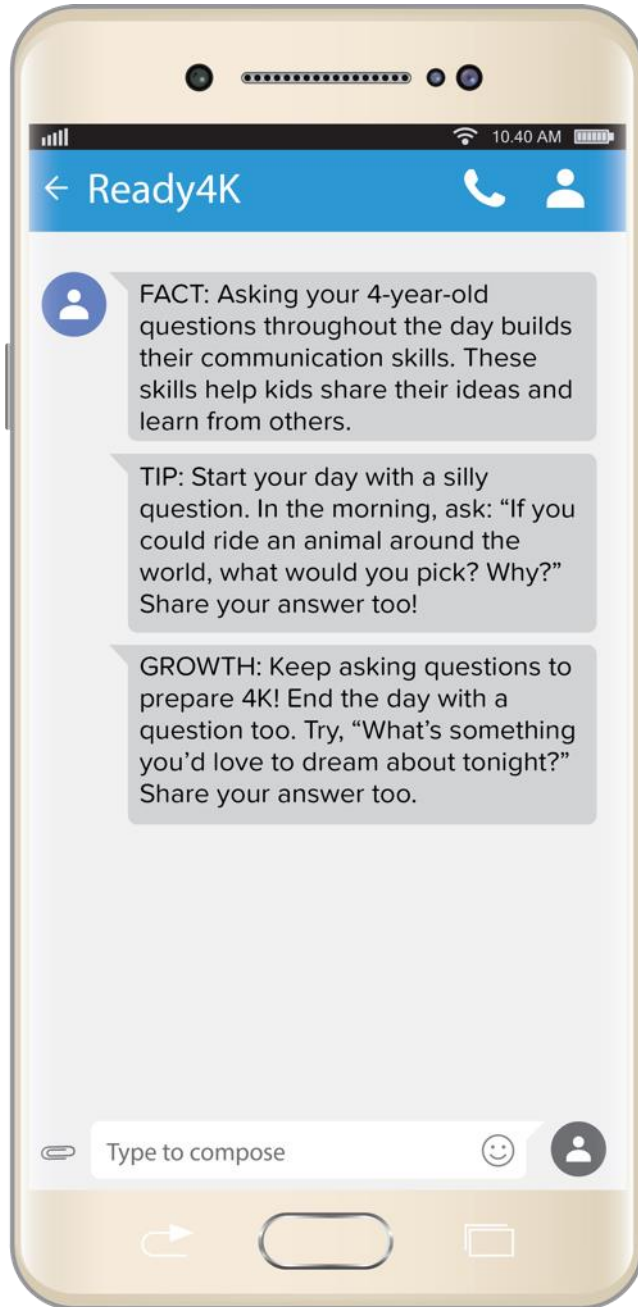 10.40 AM
Ready4K
FACT: Asking your 4-year-old
questions throughout the day builds
their communication skills. These
skills help kids share their ideas and
learn from others.
TIP: Start your day with a silly
question. In the morning, ask: “If you
could ride an animal around the
world, what would you pick? Why?”
Share your answer too!
GROWTH: Keep asking questions to
prepare 4K! End the day with a
question too. Try, “What’s something
you’d love to dream about tonight?”
Share your answer too.
Type to compose